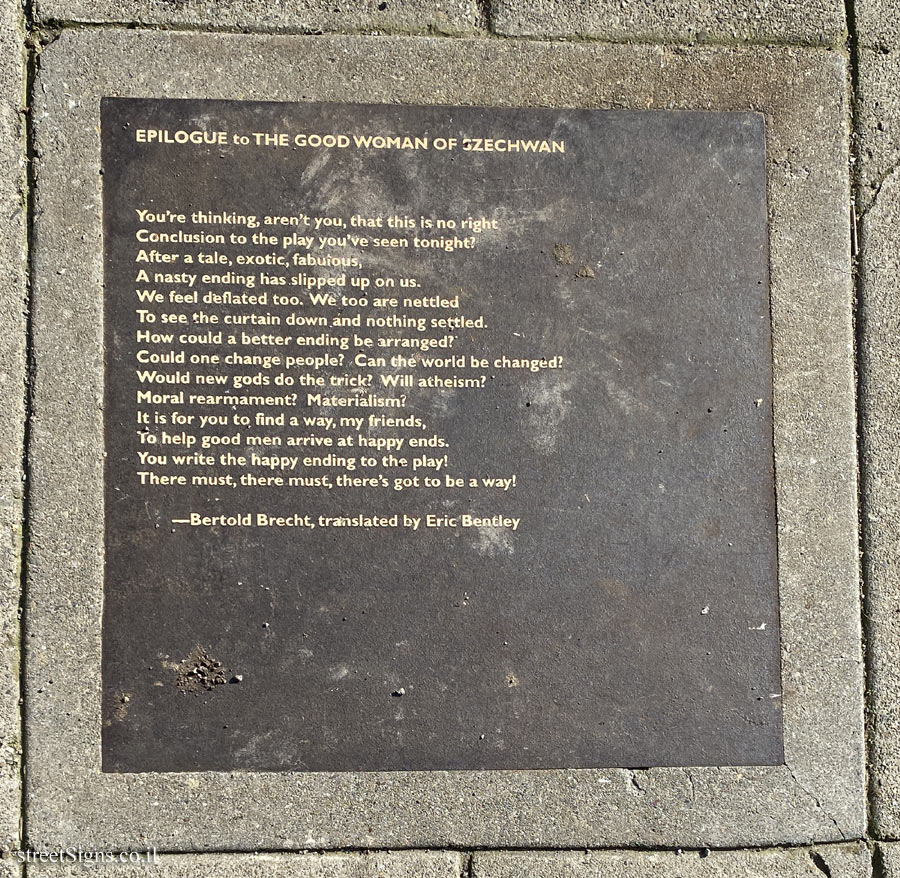 EPILOGUE to THE GOOD WOMAN OF SZECHWAN
You're thinking, aren't you, that this is no right
Conclusion to the play you've seen tonight?
After a tale, exotic, fabulous,
A nasty ending has slipped up on us.
We feel deflated too. We too are nettled
To see the curtain down and nothing settled.
How could a better ending be arranged?
Could one change people? Can the world be changed?
Would new gods do the trick? Will atheism?
Moral rearmament? Materialism?
It is for you to find a way, my friends,
To help good men arrive at happy ends.
You write the happy ending to the play!
There must, there must, there's got to be a way!
—Bertold Brecht, translated by Eric Bentley
streetSigns.co.il